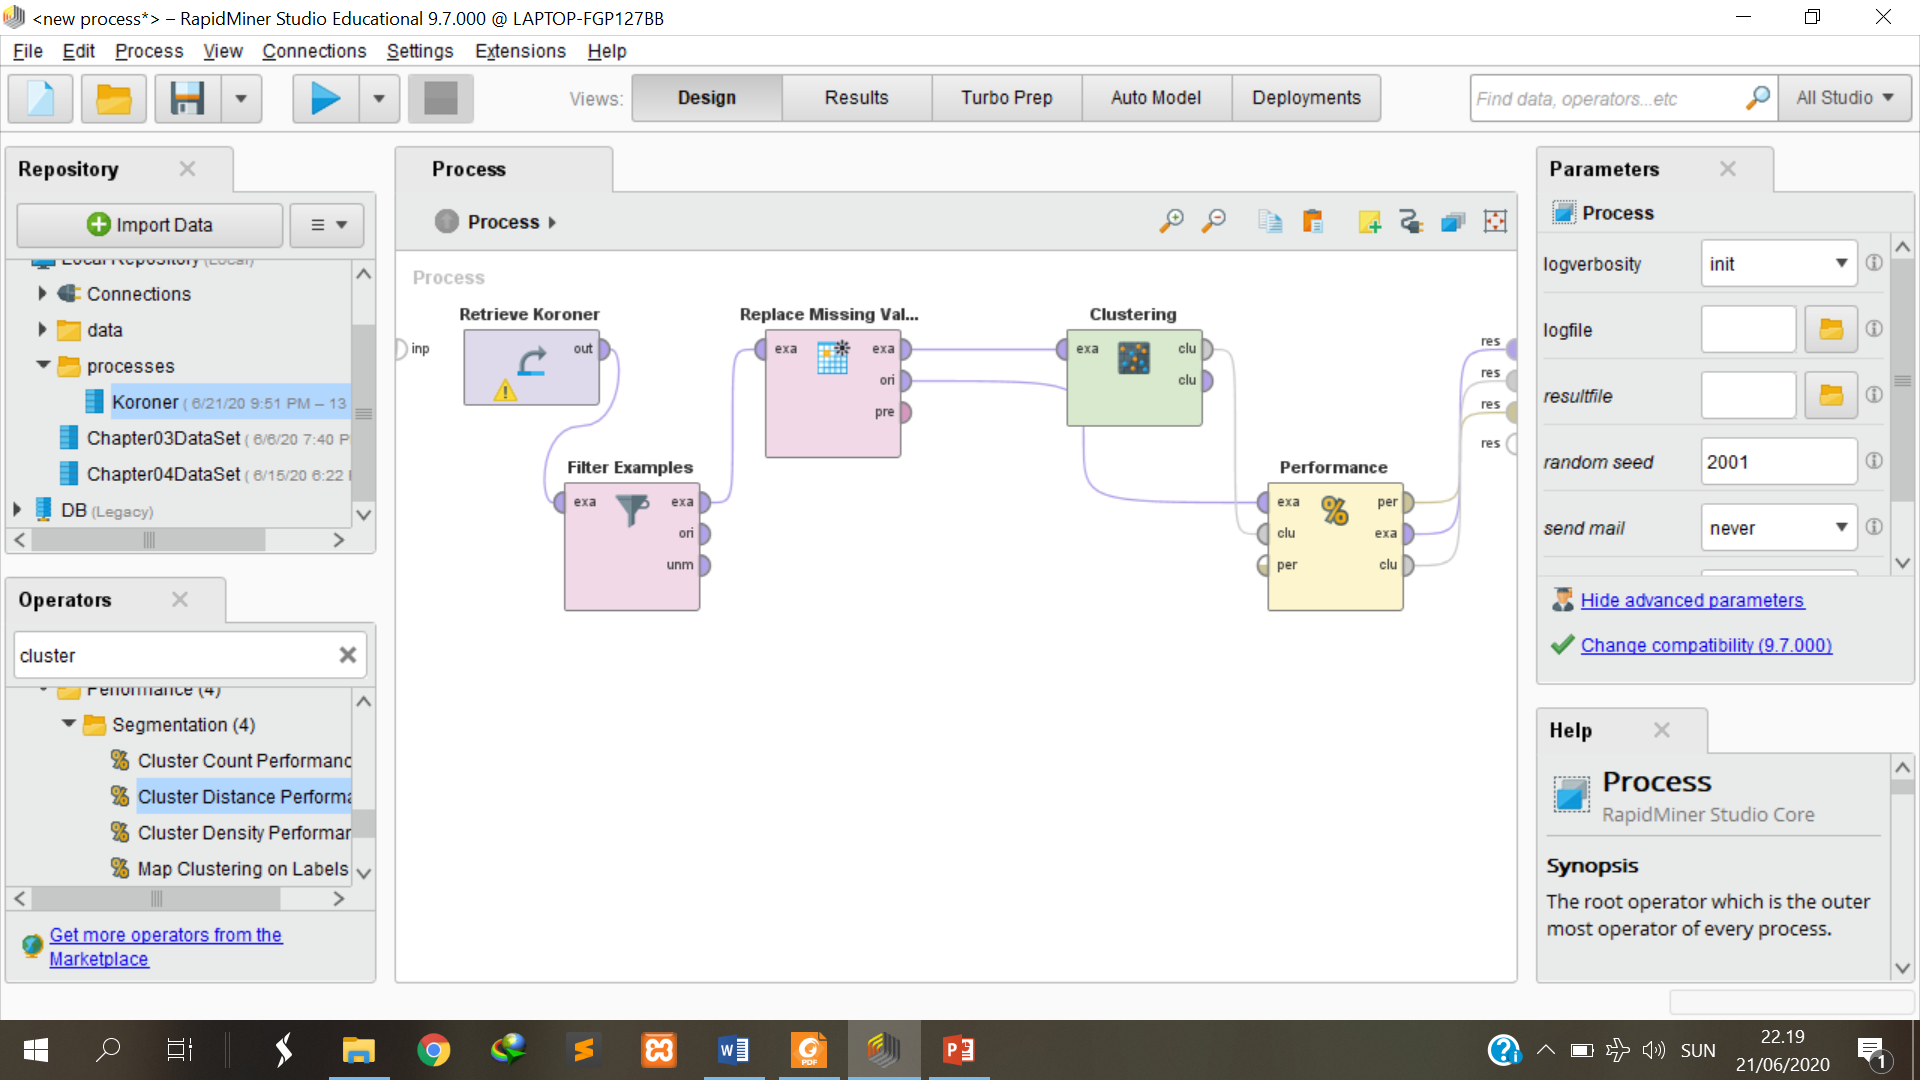 <new process*> – RapidMiner Studio Educational 9.7.000 @ LAPTOP-FGP127BB
File Edit Process View Connections Settings Extensions Help
Views: Design Results Turbo Prep Auto Model Deployments
Find data, operators...etc
All Studio
Repository
Import Data
Local Repository (Local)
Connections
data
processes
Koroner ( 6/21/20 9:51 PM – 13
Chapter03DataSet ( 6/6/20 7:40 P
Chapter04DataSet ( 6/15/20 6:22
DB (Legacy)
Operators
cluster
Performance (4)
Segmentation (4)
Cluster Count Performanc
Cluster Distance Performa
Cluster Density Performar
Map Clustering on Labels
Get more operators from the
Marketplace
Process
Process
Process
inp
Retrieve Koroner
out
Filter Examples
exa exa
ori
unm
Replace Missing Val...
exa exa
ori
pre
Clustering
exa clu
clu
Performance
exa per
clu exa
per clu
res
res
res
res
Parameters
Process
logverbosity init
logfile
resultfile
random seed 2001
send mail never
Hide advanced parameters
Change compatibility (9.7.000)
Help
Process
RapidMiner Studio Core
Synopsis
The root operator which is the outer
most operator of every process.
PDF
SUN
22.19
21/06/2020
1